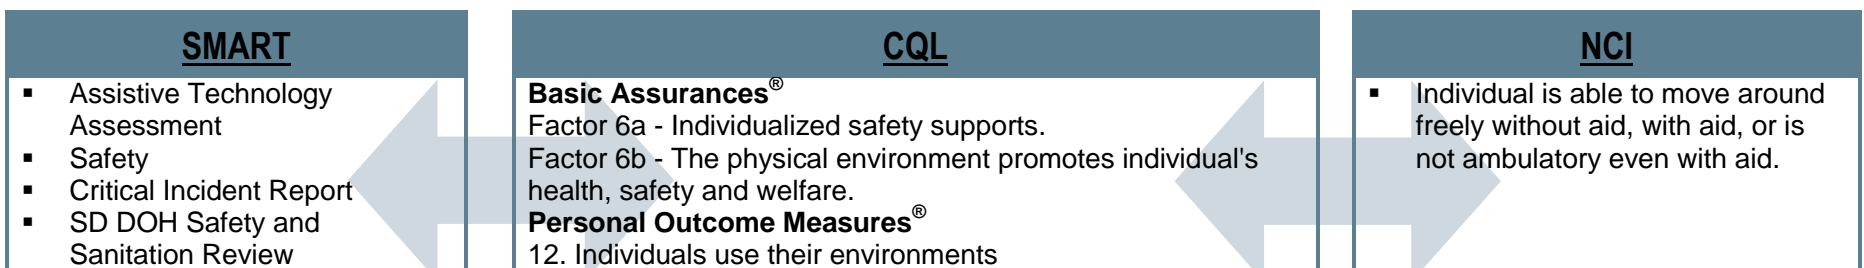 SMART
▪ Assistive Technology
Assessment
▪ Safety
▪ Critical Incident Report
▪ SD DOH Safety and
Sanitation Review
CQL
Basic Assurances®
Factor 6a - Individualized safety supports.
Factor 6b - The physical environment promotes individual's
health, safety and welfare.
Personal Outcome Measures®
12. Individuals use their environments
NCI
▪ Individual is able to move around
freely without aid, with aid, or is
not ambulatory even with aid.